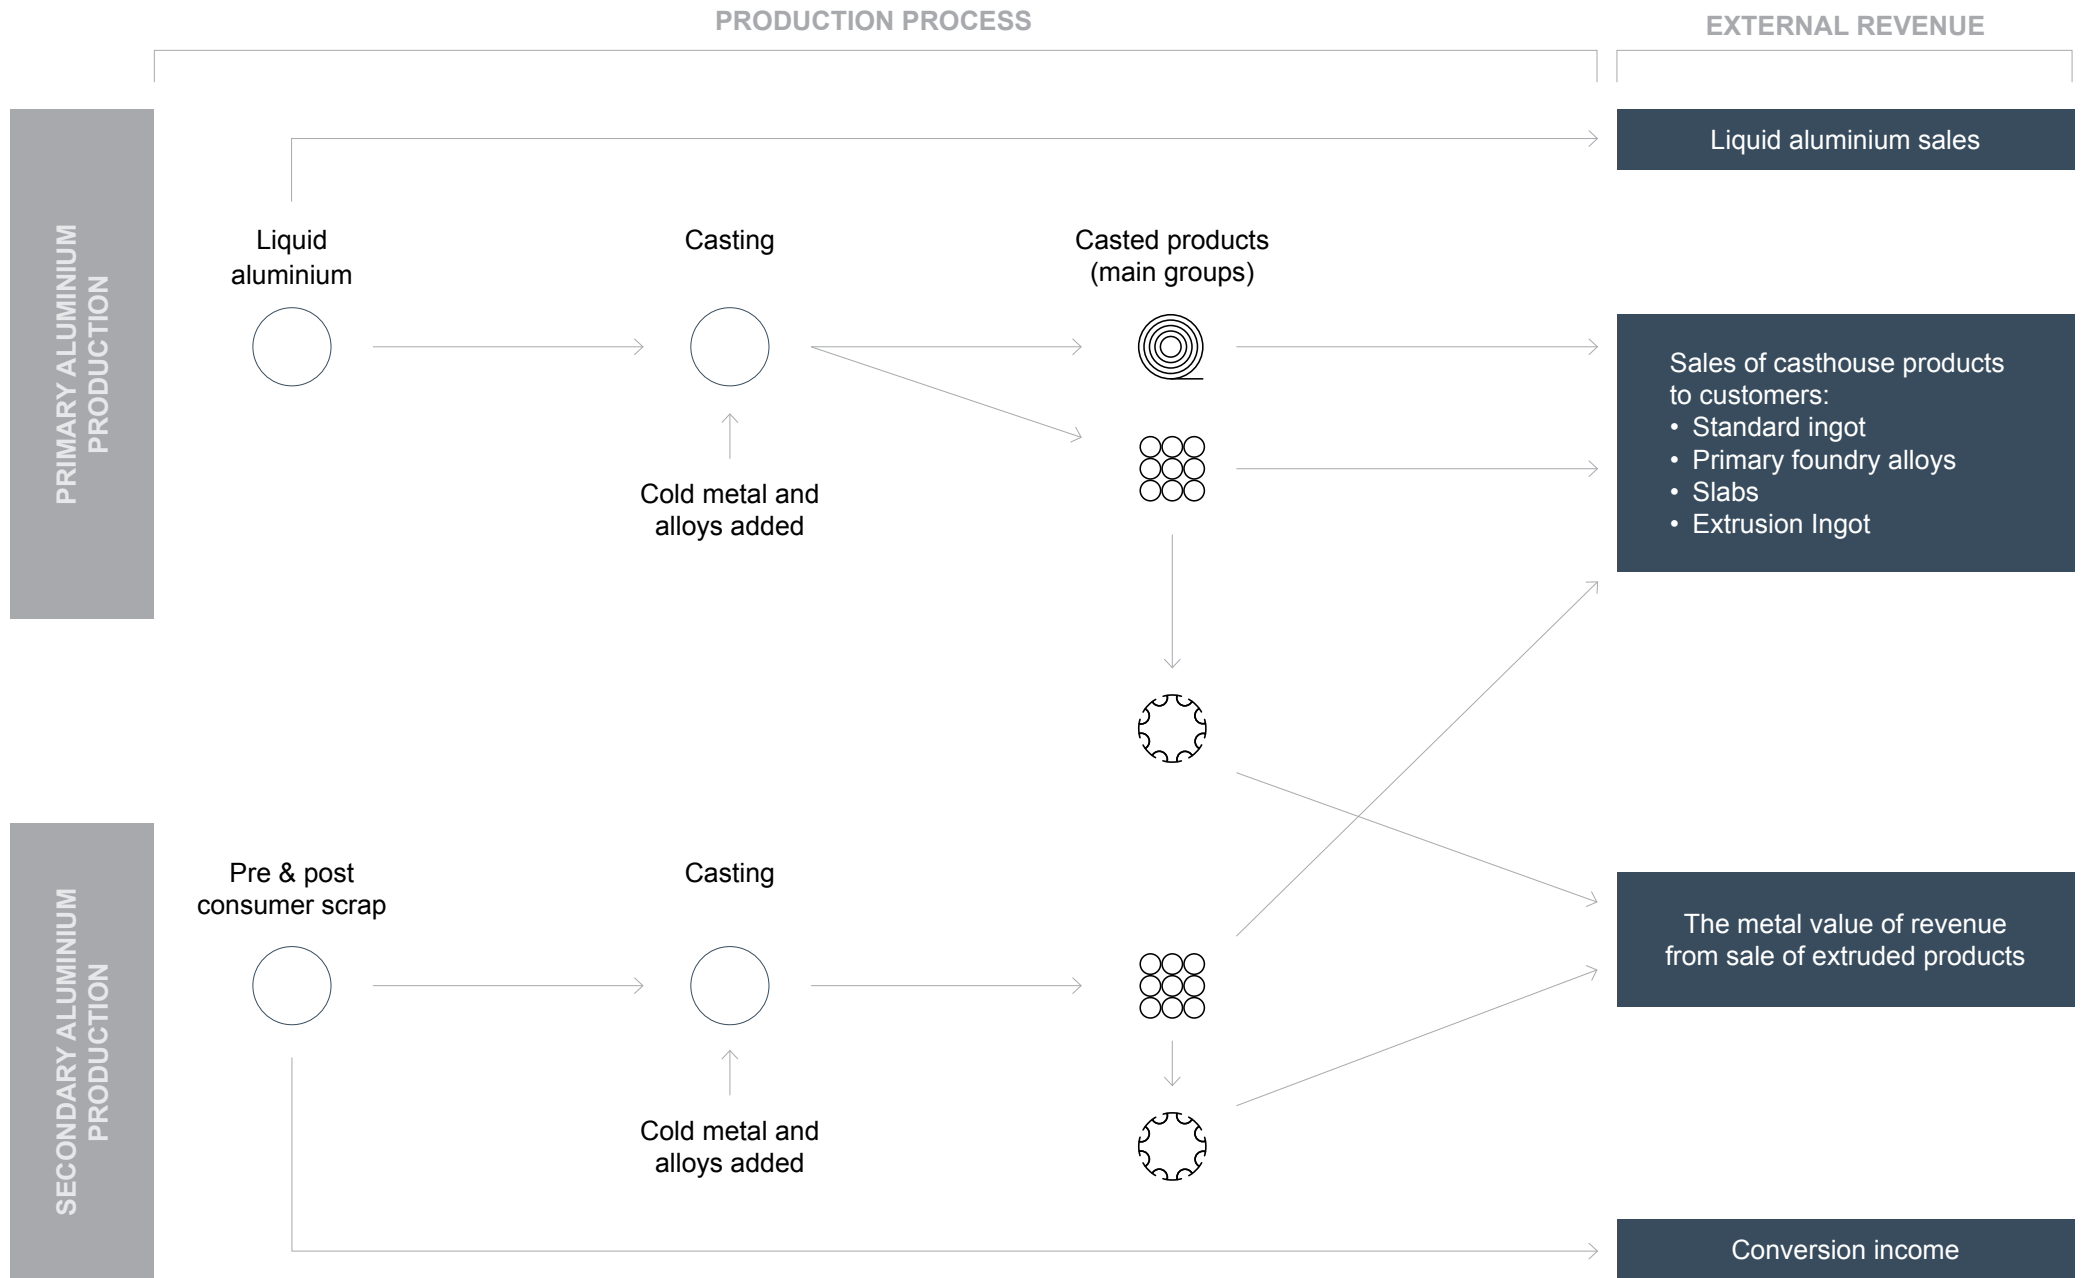 PRODUCTION PROCESS
EXTERNAL REVENUE
PRIMARY ALUMINIUM
PRODUCTION
Liquid aluminium sales
Liquid
aluminium
Casting
Casted products
(main groups)
Cold metal and
alloys added
Sales of casthouse products
to customers:
• Standard ingot
• Primary foundry alloys
• Slabs
• Extrusion Ingot
SECONDARY ALUMINIUM
PRODUCTION
Pre & post
consumer scrap
Casting
Cold metal and
alloys added
The metal value of revenue
from sale of extruded products
Conversion income